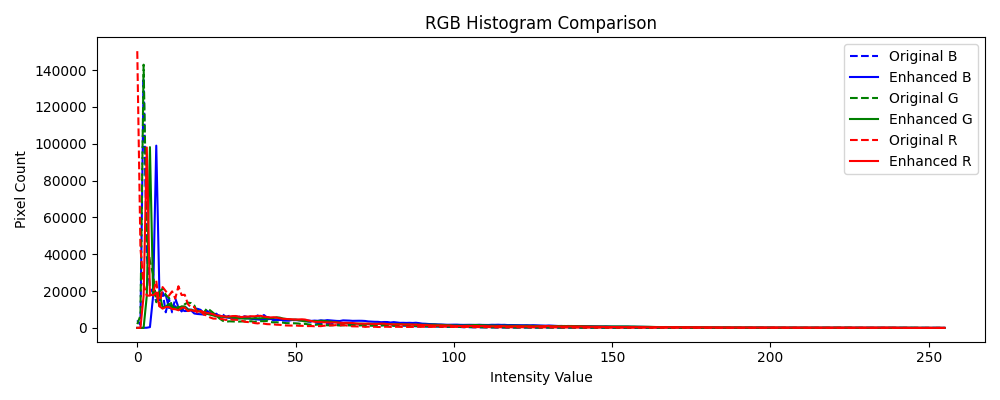 RGB Histogram Comparison
Original B
Enhanced B
Original G
Enhanced G
Original R
Enhanced R
Pixel Count
140000
120000
100000
80000
60000
40000
20000
0
0 50 100 150 200 250
Intensity Value